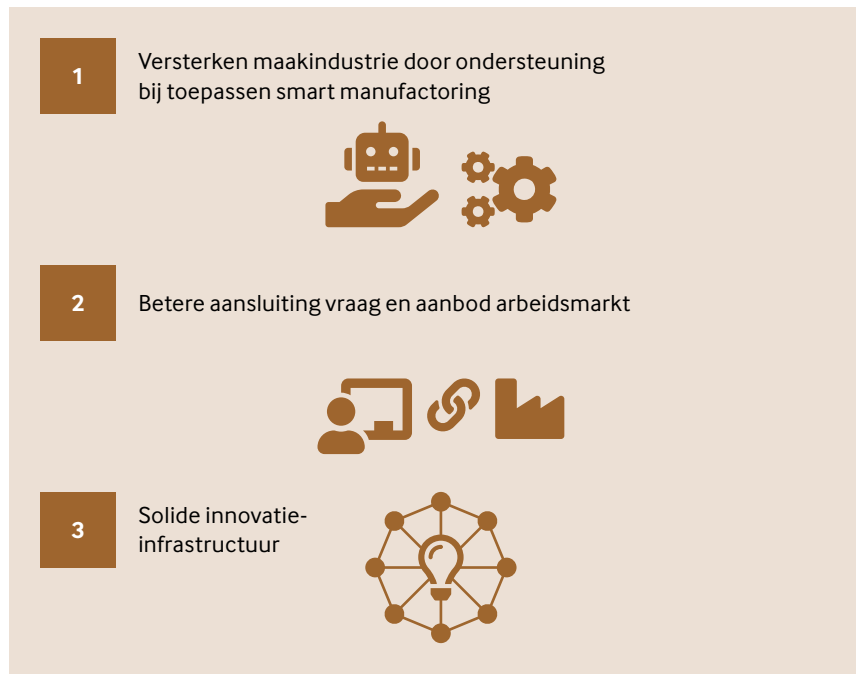 1
Versterken maakindustrie door ondersteuning
bij toepassen smart manufactoring
2
Betere aansluiting vraag en aanbod arbeidsmarkt
3
Solide innovatie-
infrastructuur